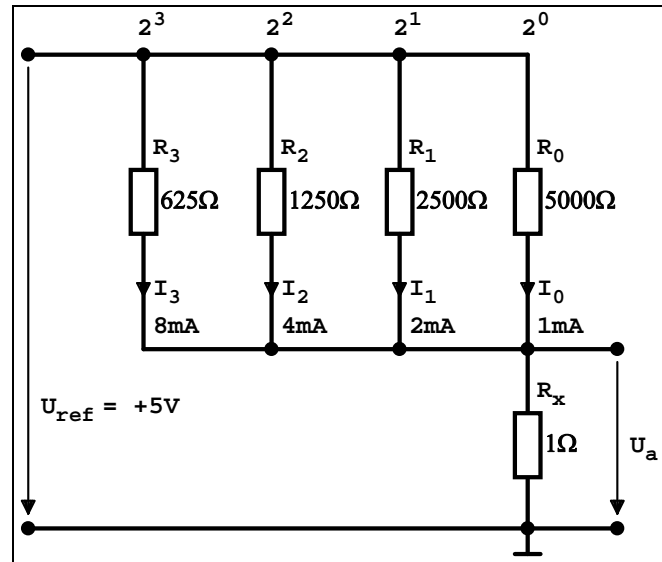 2³ 2² 2¹ 2⁰
R₃ R₂ R₁ R₀
625Ω 1250Ω 2500Ω 5000Ω
I₃ I₂ I₁ I₀
8mA 4mA 2mA 1mA
Rₓ
U_ref = +5V
1Ω
U_a